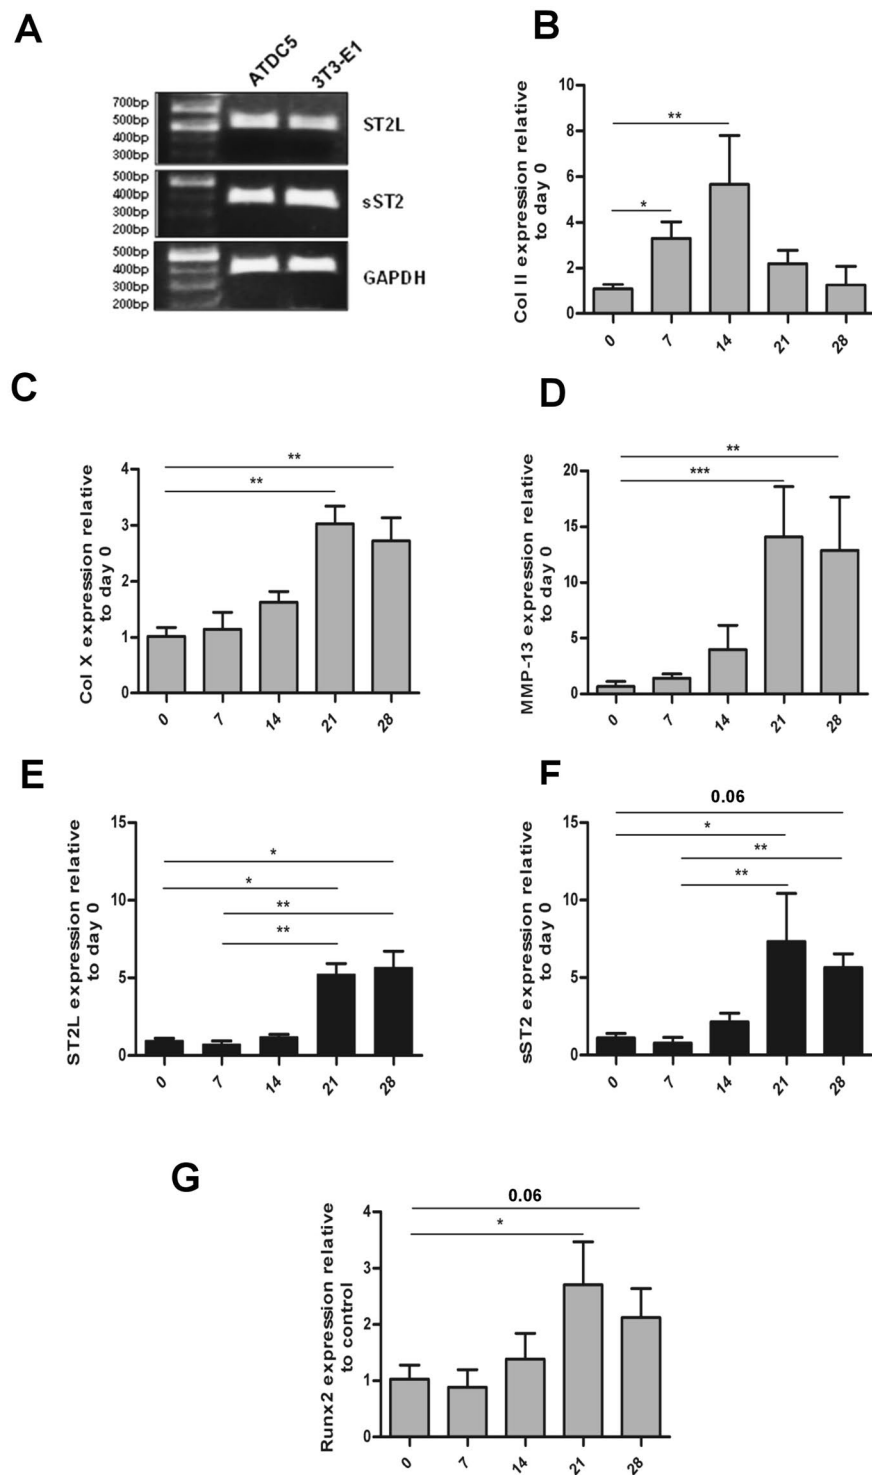 A
ATDC5
3T3-E1
700bp
500bp
400bp
300bp
ST2L
500bp
400bp
300bp
200bp
sST2
500bp
400bp
300bp
200bp
GAPDH
B
Col II expression relative
to day 0
10
8
6
4
2
0
**
*
0 7 14 21 28
C
Col X expression relative
to day 0
4
3
2
1
0
**
**
0 7 14 21 28
D
MMP-13 expression relative
to day 0
20
15
10
5
0
**
***
0 7 14 21 28
E
ST2L expression relative
to day 0
15
10
5
0
*
*
**
**
0 7 14 21 28
F
sST2 expression relative
to day 0
15
10
5
0
0.06
*
**
**
0 7 14 21 28
G
Runx2 expression relative
to control
4
3
2
1
0
0.06
*
0 7 14 21 28